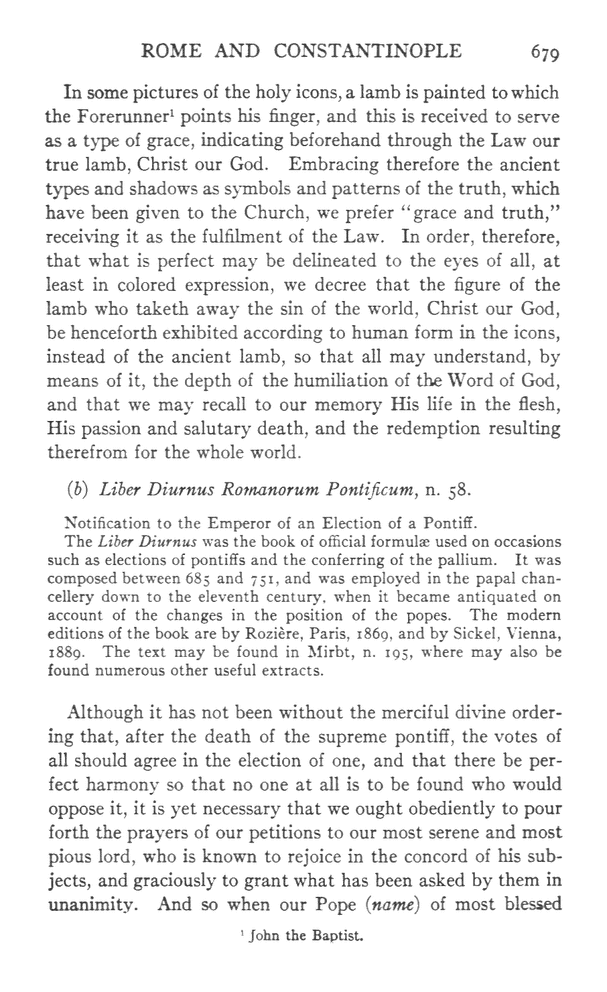 ROME AND CONSTANTINOPLE 679
In some pictures of the holy icons, a lamb is painted to which
the Forerunner¹ points his finger, and this is received to serve
as a type of grace, indicating beforehand through the Law our
true lamb, Christ our God. Embracing therefore the ancient
types and shadows as symbols and patterns of the truth, which
have been given to the Church, we prefer “grace and truth,”
receiving it as the fulfilment of the Law. In order, therefore,
that what is perfect may be delineated to the eyes of all, at
least in colored expression, we decree that the figure of the
lamb who taketh away the sin of the world, Christ our God,
be henceforth exhibited according to human form in the icons,
instead of the ancient lamb, so that all may understand, by
means of it, the depth of the humiliation of the Word of God,
and that we may recall to our memory His life in the flesh,
His passion and salutary death, and the redemption resulting
therefrom for the whole world.
(b) Liber Diurnus Romanorum Pontificum, n. 58.
Notification to the Emperor of an Election of a Pontiff.
The Liber Diurnus was the book of official formulæ used on occasions
such as elections of pontiffs and the conferring of the pallium. It was
composed between 685 and 751, and was employed in the papal chan-
cellery down to the eleventh century, when it became antiquated on
account of the changes in the position of the popes. The modern
editions of the book are by Rozière, Paris, 1869, and by Sickel, Vienna,
1889. The text may be found in Mirbt, n. 195, where may also be
found numerous other useful extracts.
Although it has not been without the merciful divine order-
ing that, after the death of the supreme pontiff, the votes of
all should agree in the election of one, and that there be per-
fect harmony so that no one at all is to be found who would
oppose it, it is yet necessary that we ought obediently to pour
forth the prayers of our petitions to our most serene and most
pious lord, who is known to rejoice in the concord of his sub-
jects, and graciously to grant what has been asked by them in
unanimity. And so when our Pope (name) of most blessed
¹ John the Baptist.